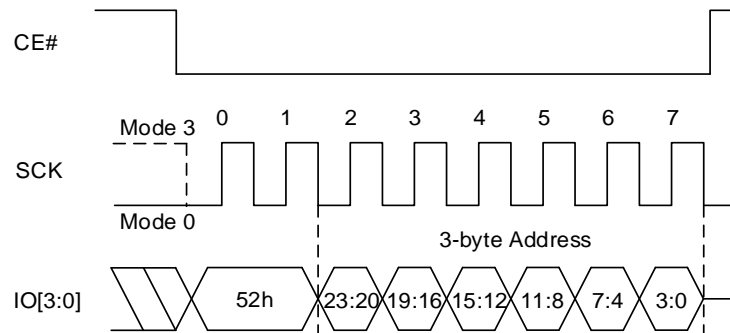 CE#
Mode 3 0 1 2 3 4 5 6 7
SCK
Mode 0
3-byte Address
IO[3:0] 52h 23:20 19:16 15:12 11:8 7:4 3:0